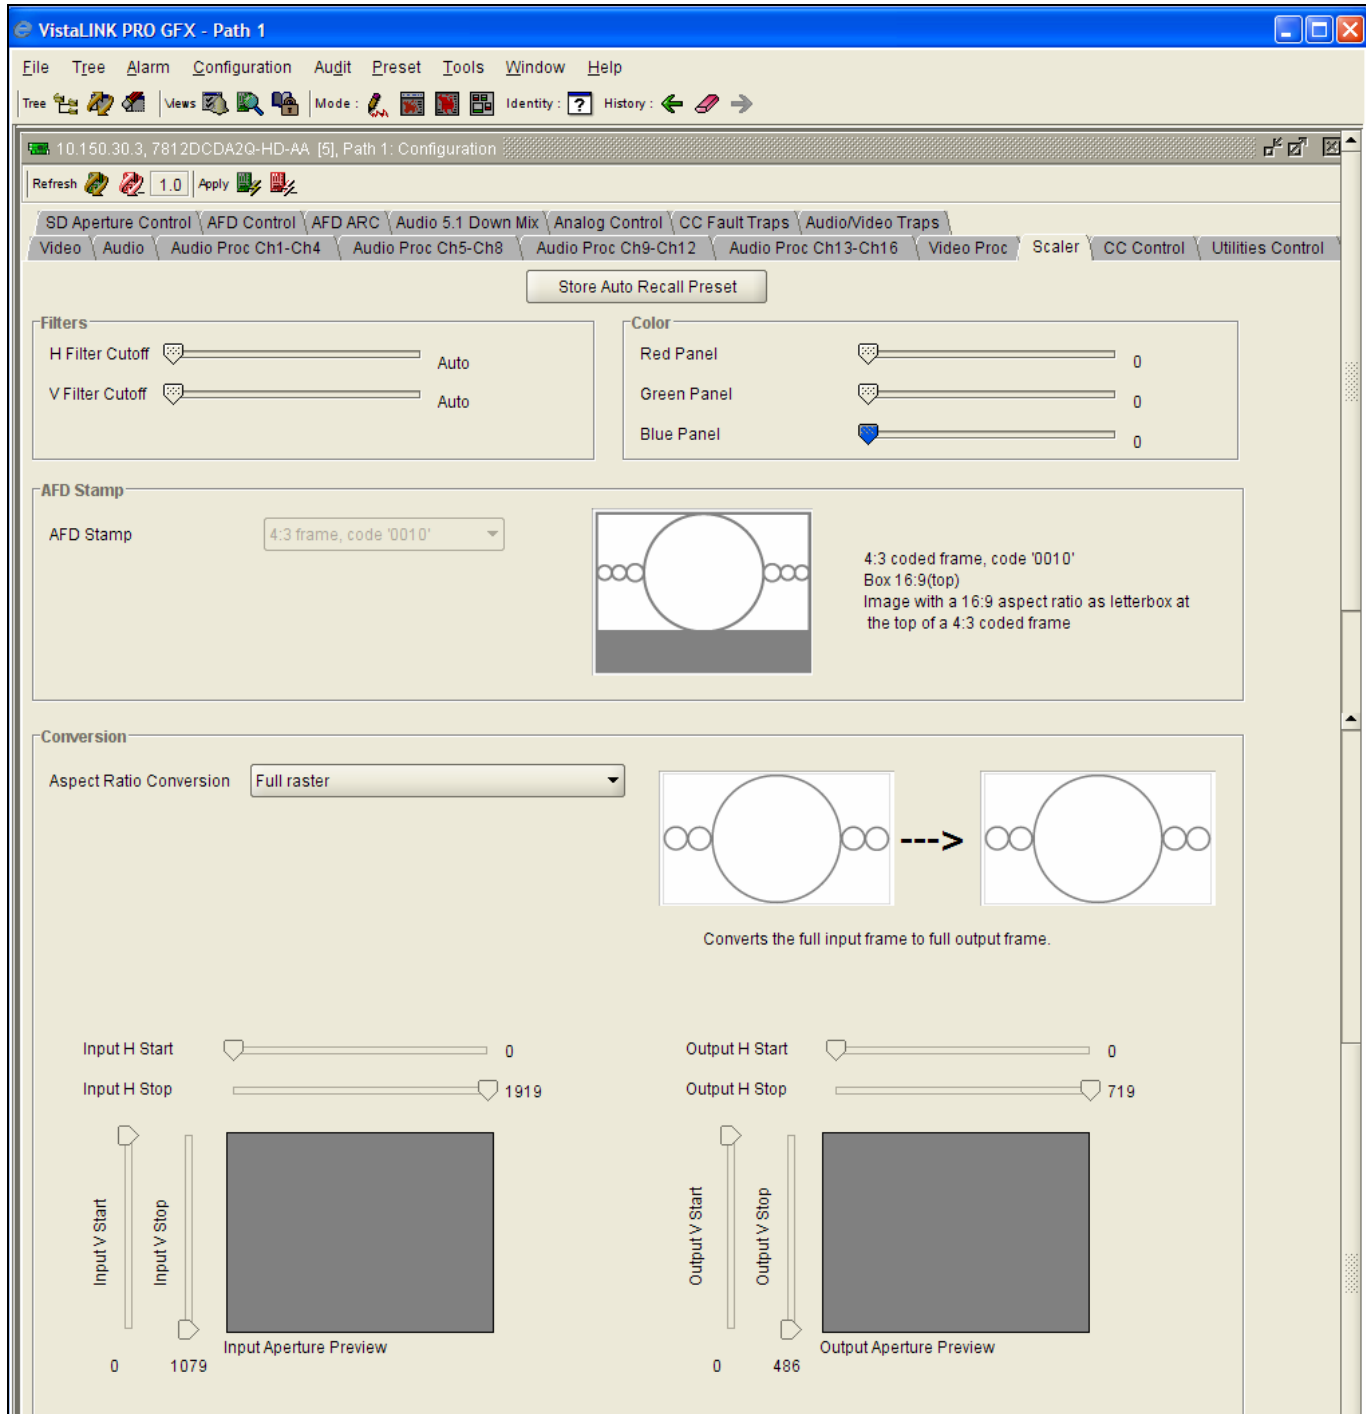 VistaLINK PRO GFX - Path 1
File Tree Alarm Configuration Audit Preset Tools Window Help
Tree Views Mode : Identity : ? History :
10.150.30.3, 7812DCDA2Q-HD-AA [5], Path 1: Configuration
Refresh 1.0 Apply
SD Aperture Control AFD Control AFD ARC Audio 5.1 Down Mix Analog Control CC Fault Traps Audio/Video Traps
Video Audio Audio Proc Ch1-Ch4 Audio Proc Ch5-Ch8 Audio Proc Ch9-Ch12 Audio Proc Ch13-Ch16 Video Proc Scaler CC Control Utilities Control
Store Auto Recall Preset
Filters
H Filter Cutoff Auto
V Filter Cutoff Auto
Color
Red Panel 0
Green Panel 0
Blue Panel 0
AFD Stamp
AFD Stamp 4:3 frame, code '0010'
4:3 coded frame, code '0010'
Box 16:9(top)
Image with a 16:9 aspect ratio as letterbox at
the top of a 4:3 coded frame
Conversion
Aspect Ratio Conversion Full raster
--->
Converts the full input frame to full output frame.
Input H Start 0
Input H Stop 1919
Input V Start
Input V Stop
Input Aperture Preview
0 1079
Output H Start 0
Output H Stop 719
Output V Start
Output V Stop
Output Aperture Preview
0 486